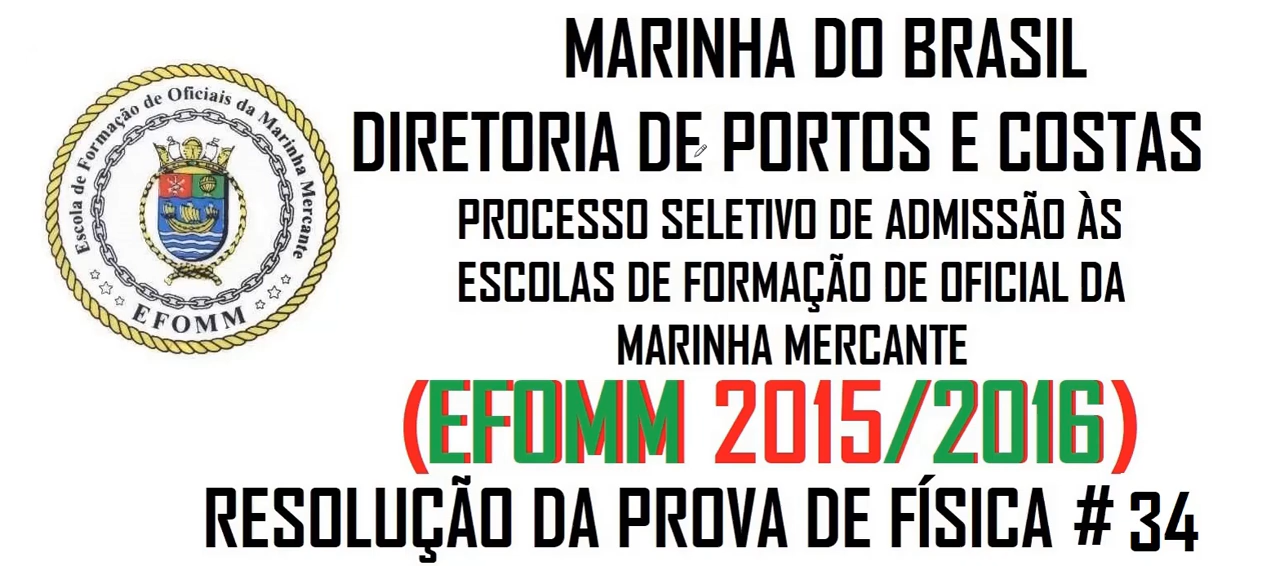 MARINHA DO BRASIL
DIRETORIA DE PORTOS E COSTAS
PROCESSO SELETIVO DE ADMISSÃO ÀS
ESCOLAS DE FORMAÇÃO DE OFICIAL DA
MARINHA MERCANTE
(EFOMM 2015/2016)
RESOLUÇÃO DA PROVA DE FÍSICA # 34
Escola de Formação de Oficiais da Marinha Mercante
EFOMM